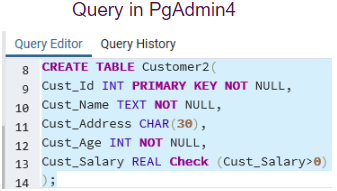 Query in PgAdmin4
Query Editor Query History
8 CREATE TABLE Customer2(
9 Cust_Id INT PRIMARY KEY NOT NULL,
10 Cust_Name TEXT NOT NULL,
11 Cust_Address CHAR(30),
12 Cust_Age INT NOT NULL,
13 Cust_Salary REAL Check (Cust_Salary>0)
14 );